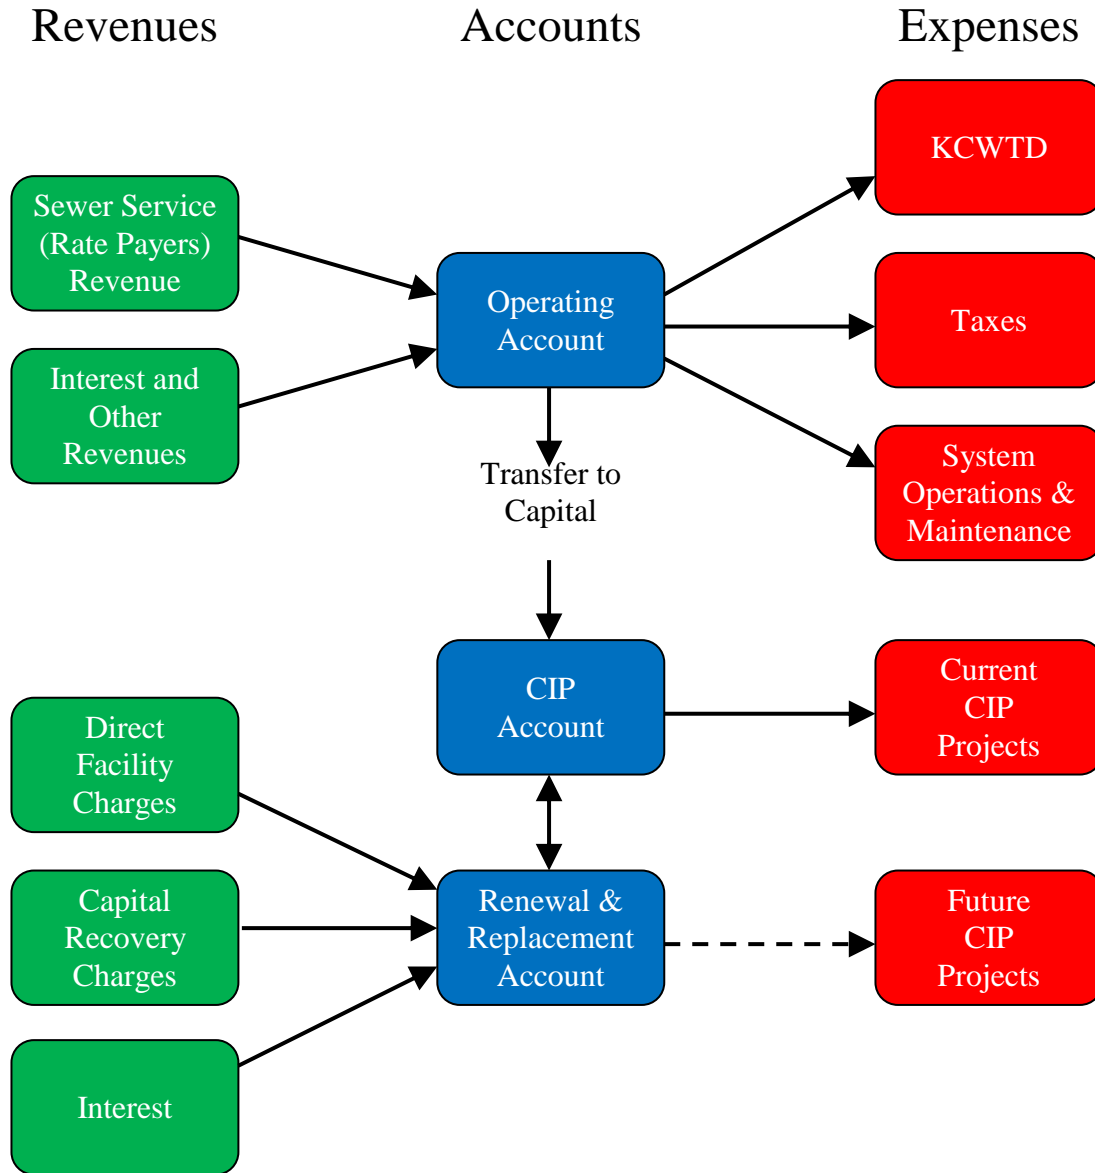 Revenues
Accounts
Expenses
KCWTD
Sewer Service
(Rate Payers)
Revenue
Operating
Account
Taxes
Interest and
Other
Revenues
System
Operations &
Maintenance
Transfer to
Capital
CIP
Account
Current
CIP
Projects
Direct
Facility
Charges
Capital
Recovery
Charges
Renewal &
Replacement
Account
Future
CIP
Projects
Interest